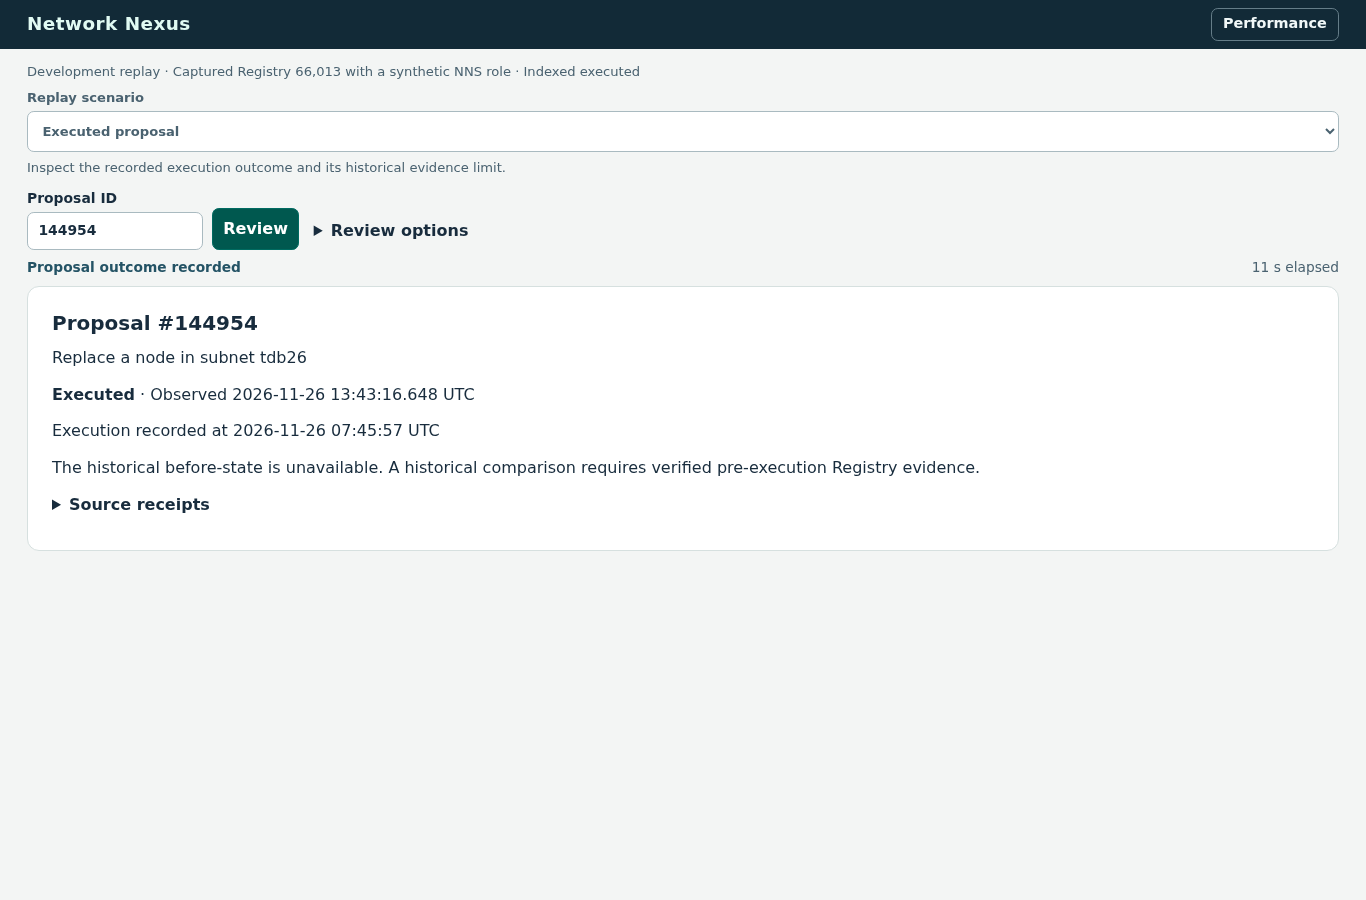 Network Nexus
Performance
Development replay · Captured Registry 66,013 with a synthetic NNS role · Indexed executed
Replay scenario
Executed proposal
Inspect the recorded execution outcome and its historical evidence limit.
Proposal ID
144954
Review
Review options
Proposal outcome recorded
11 s elapsed
Proposal #144954
Replace a node in subnet tdb26
Executed · Observed 2026-11-26 13:43:16.648 UTC
Execution recorded at 2026-11-26 07:45:57 UTC
The historical before-state is unavailable. A historical comparison requires verified pre-execution Registry evidence.
Source receipts